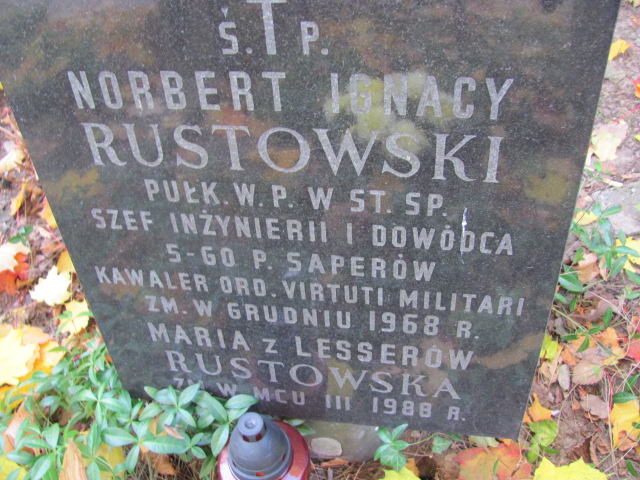 Ś. P.
NORBERT IGNACY
RUSTOWSKI
PUŁK. W. P. W ST. SP.
SZEF INŻYNIERII I DOWÓDCA
5-GO P. SAPERÓW
KAWALER ORD. VIRTUTI MILITARI
ZM. W GRUDNIU 1968 R.
MARIA Z LESSERÓW
RUSTOWSKA
ZM. W MCU III 1988 R.